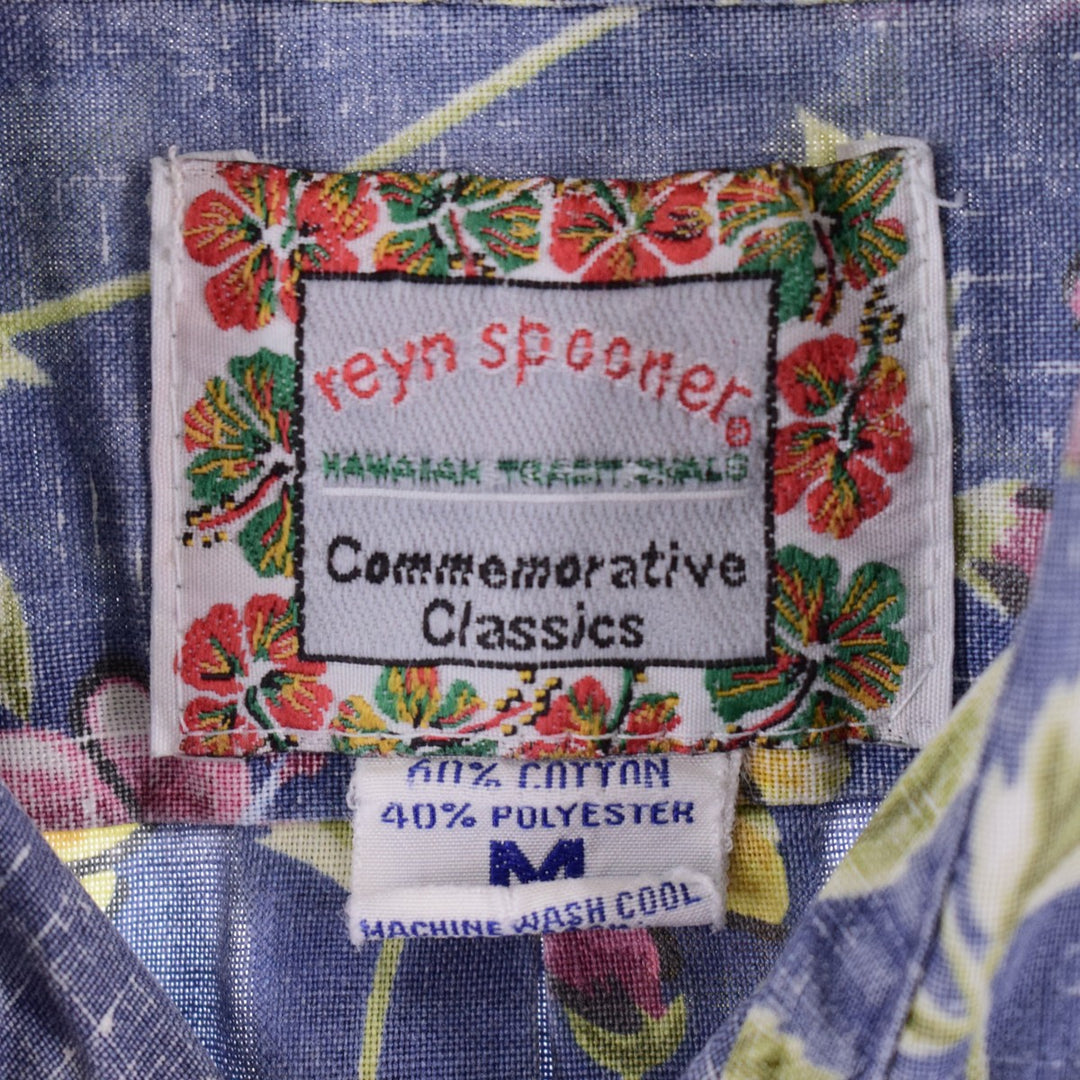 reyn spooner®
HAWAIIAN TRADITIONALS
Commemorative
Classics
60% COTTON
40% POLYESTER
M
MACHINE WASH COOL